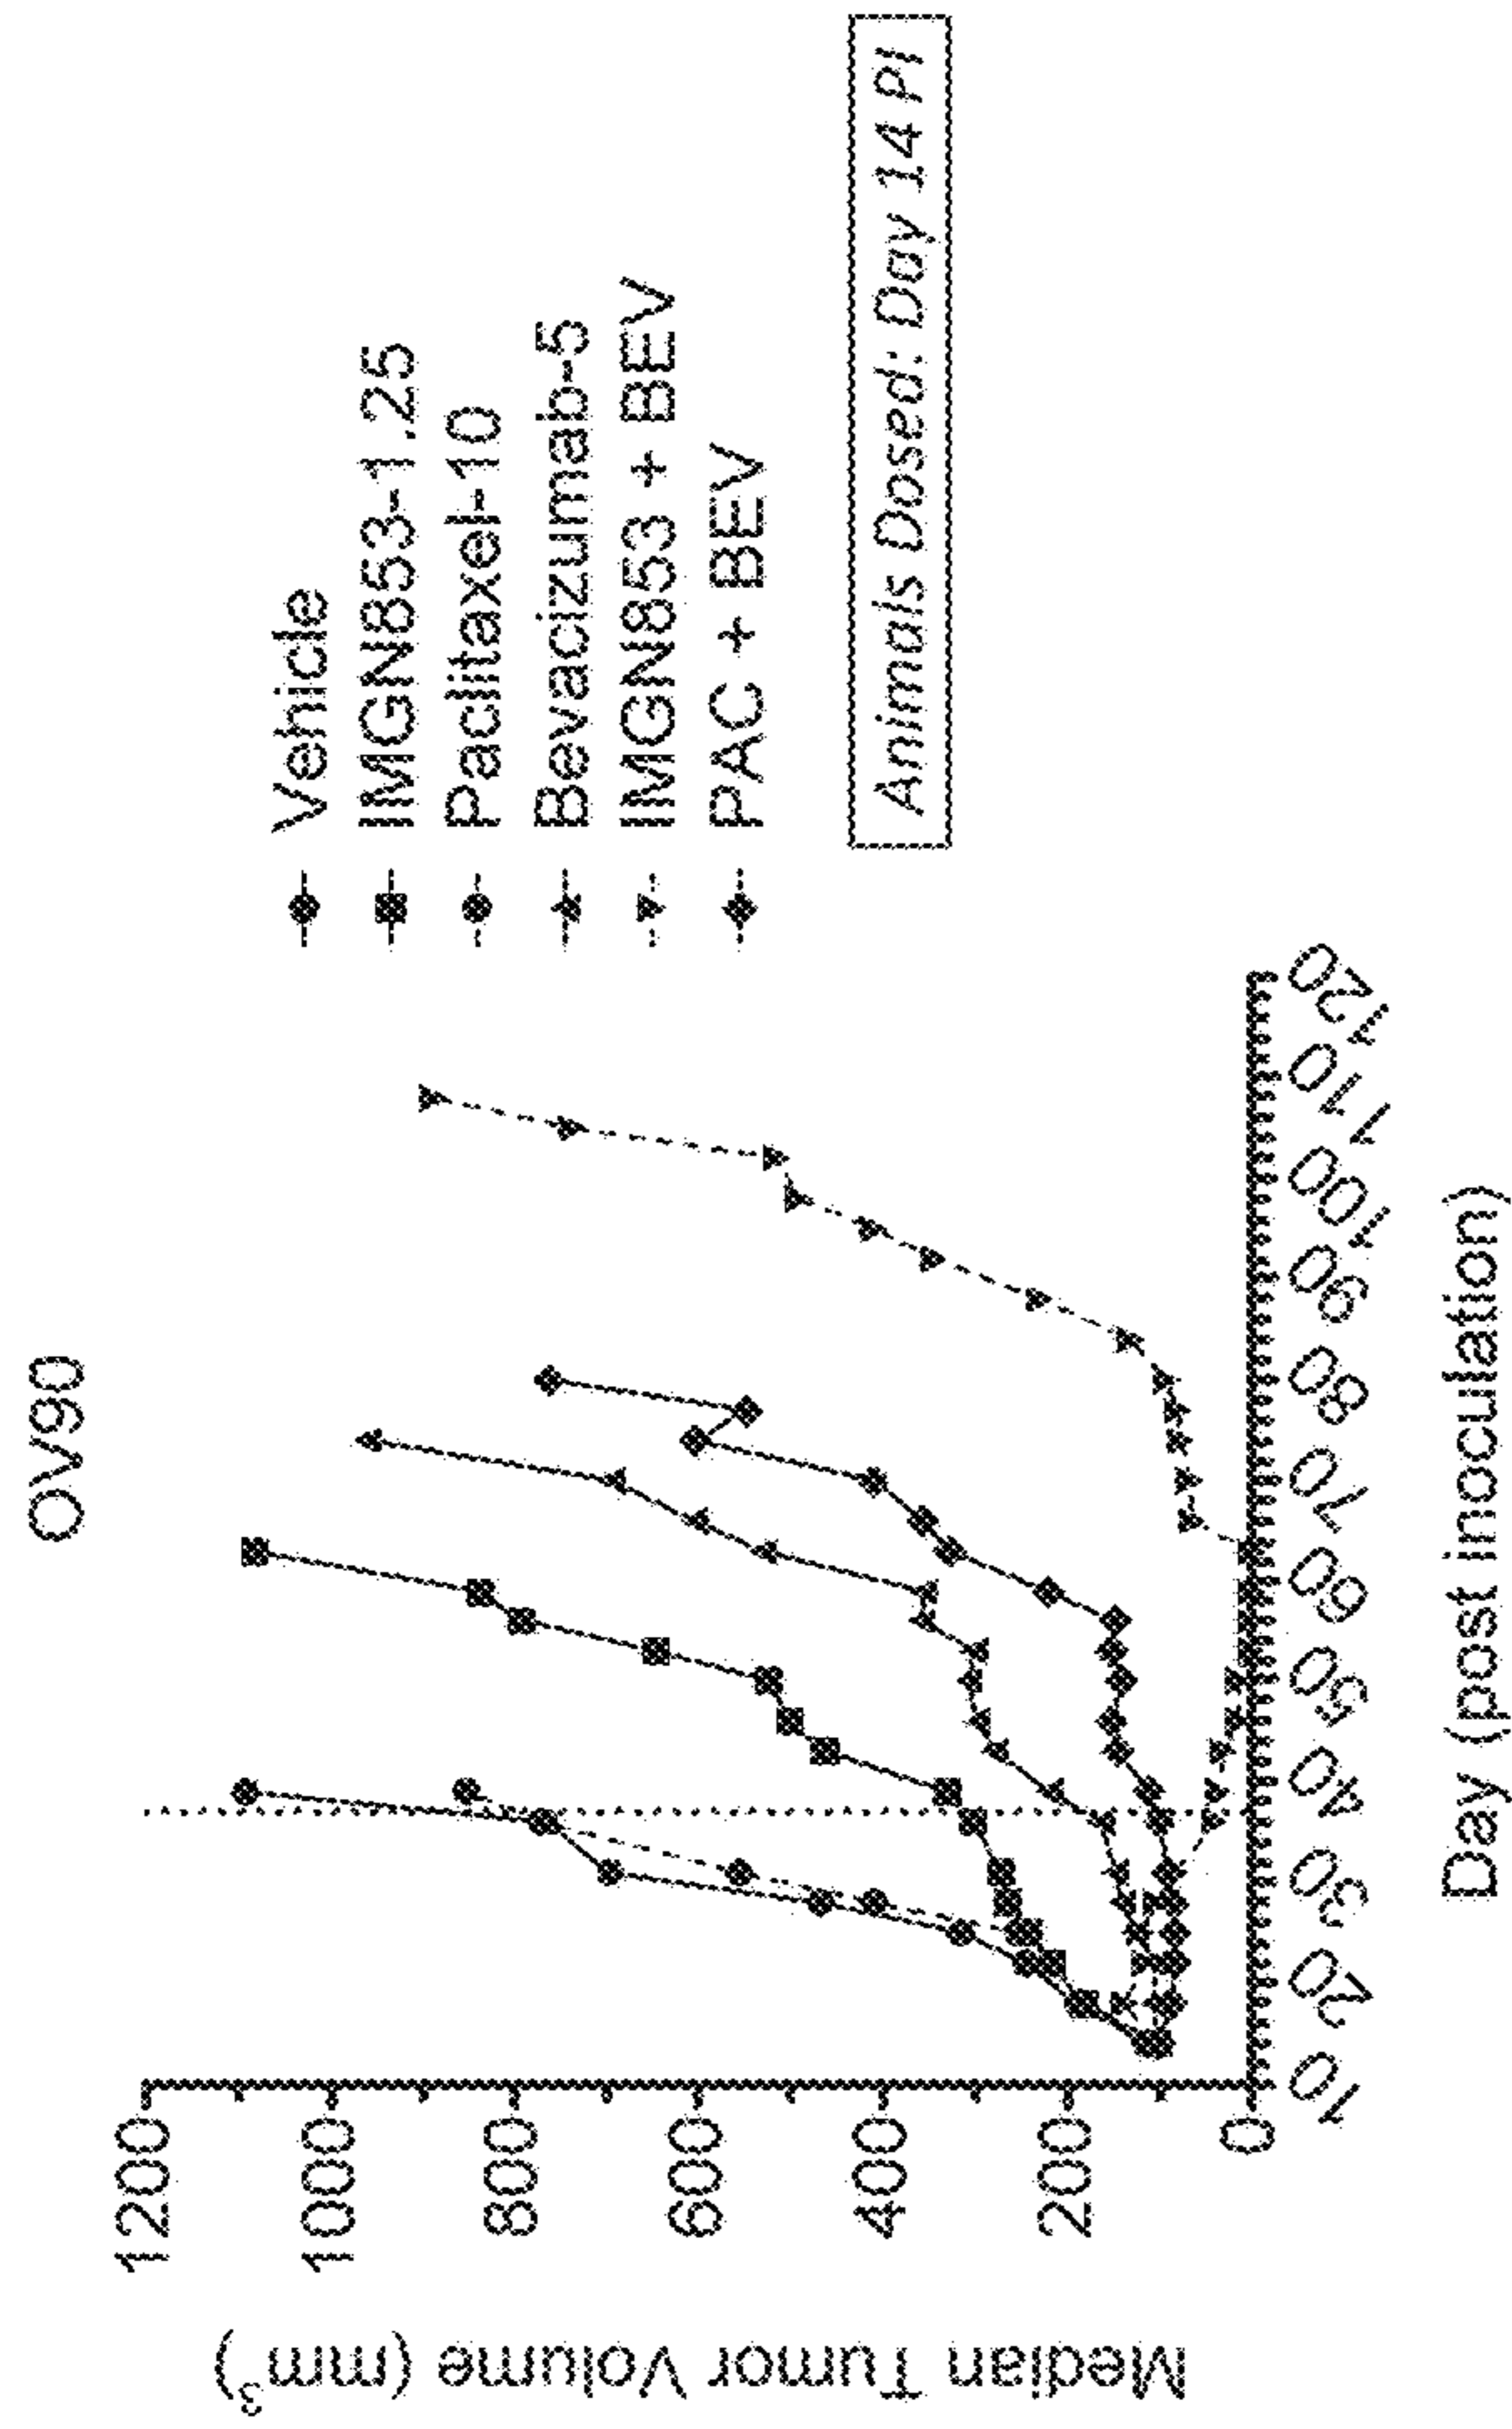 OV90
Median Tumor Volume (mm³)
1200
1000
800
600
400
200
0
10 20 30 40 50 60 70 80 90 100 110 120
Day (post inoculation)
Vehicle
IMGN853-1.25
Paclitaxel-10
Bevacizumab-5
IMGN853 + BEV
PAC + BEV
Animals Dosed: Day 14 PI